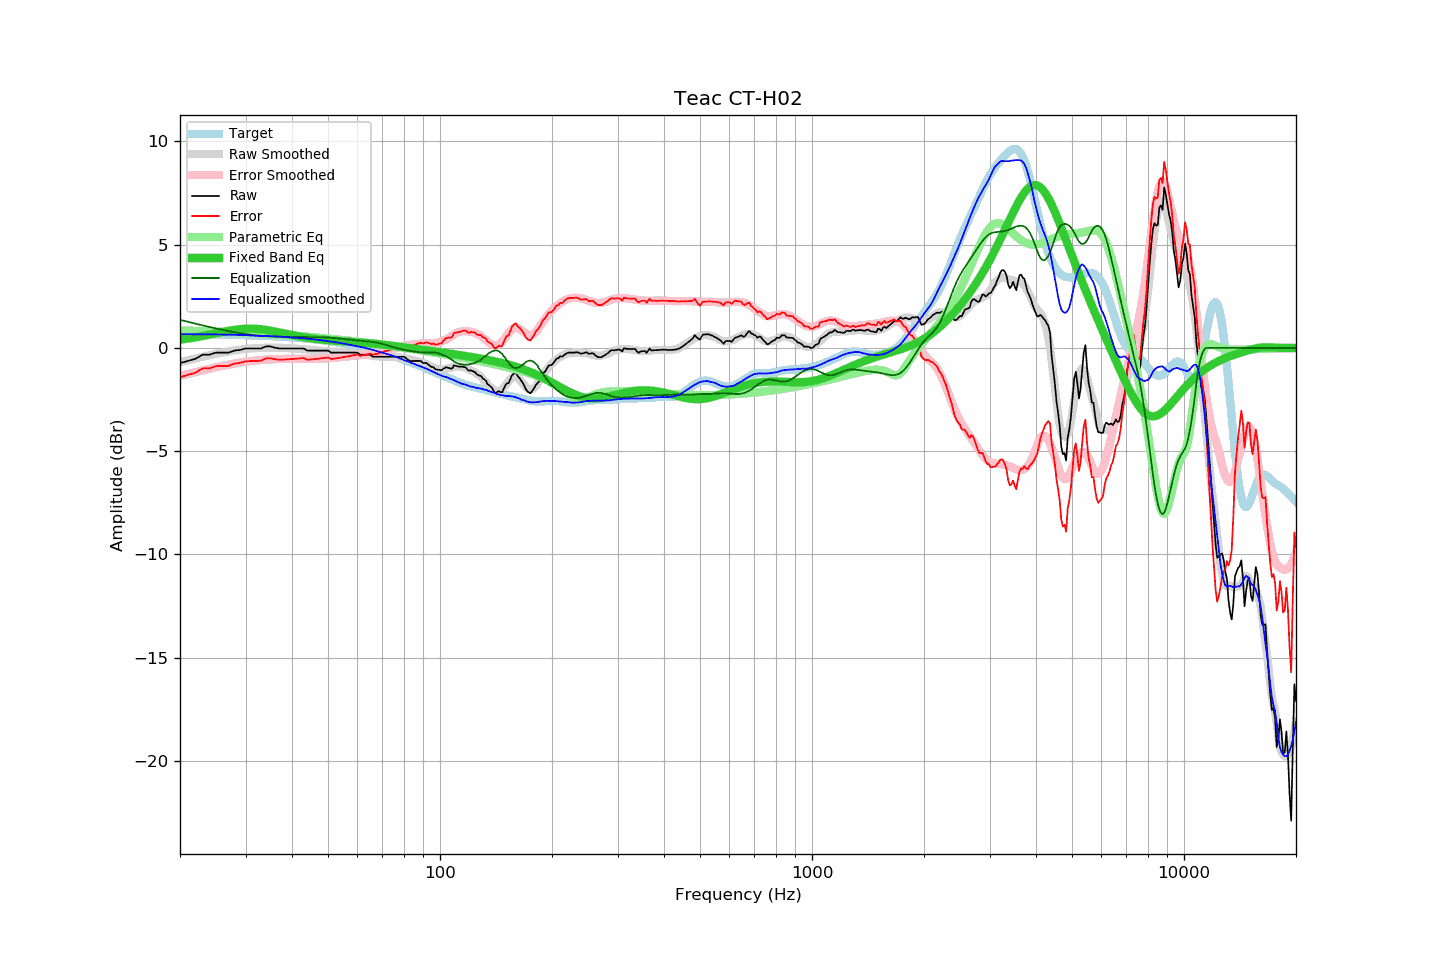 Teac CT-H02
Target
Raw Smoothed
Error Smoothed
Raw
Error
Parametric Eq
Fixed Band Eq
Equalization
Equalized smoothed
10
5
0
−5
−10
−15
−20
Amplitude (dBr)
100
1000
10000
Frequency (Hz)